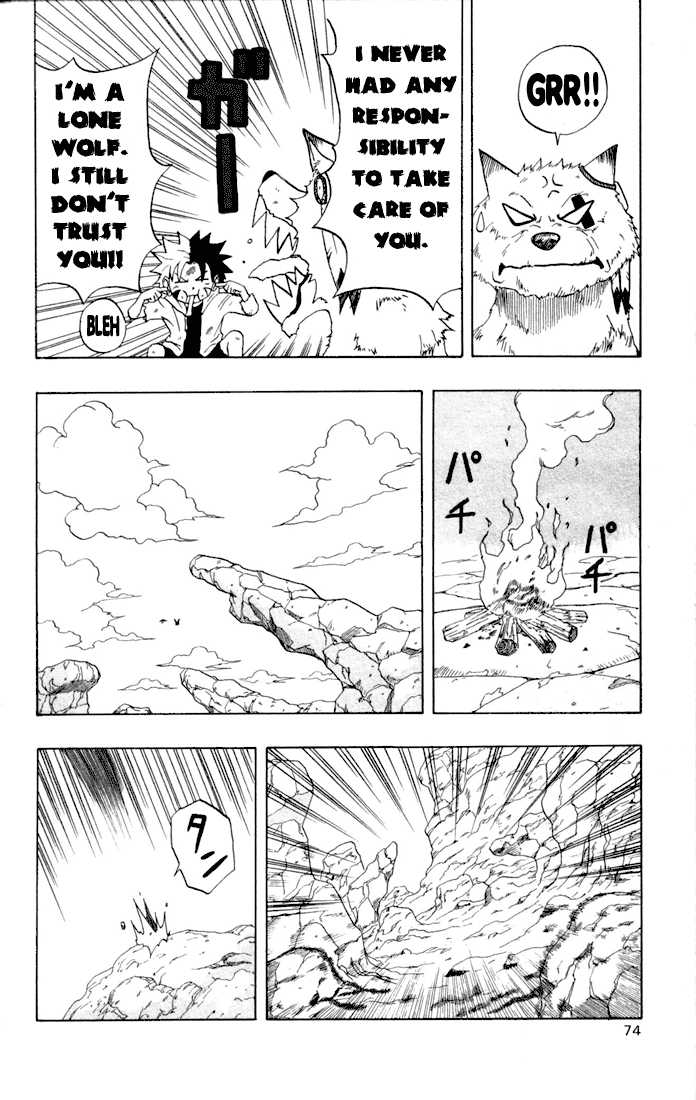 GRR!!
I NEVER
HAD ANY
RESPON-
SIBILITY
TO TAKE
CARE OF
YOU.
ガー
I'M A
LONE
WOLF.
I STILL
DON'T
TRUST
YOU!!
BLEH
パチ
パチ
タン
74